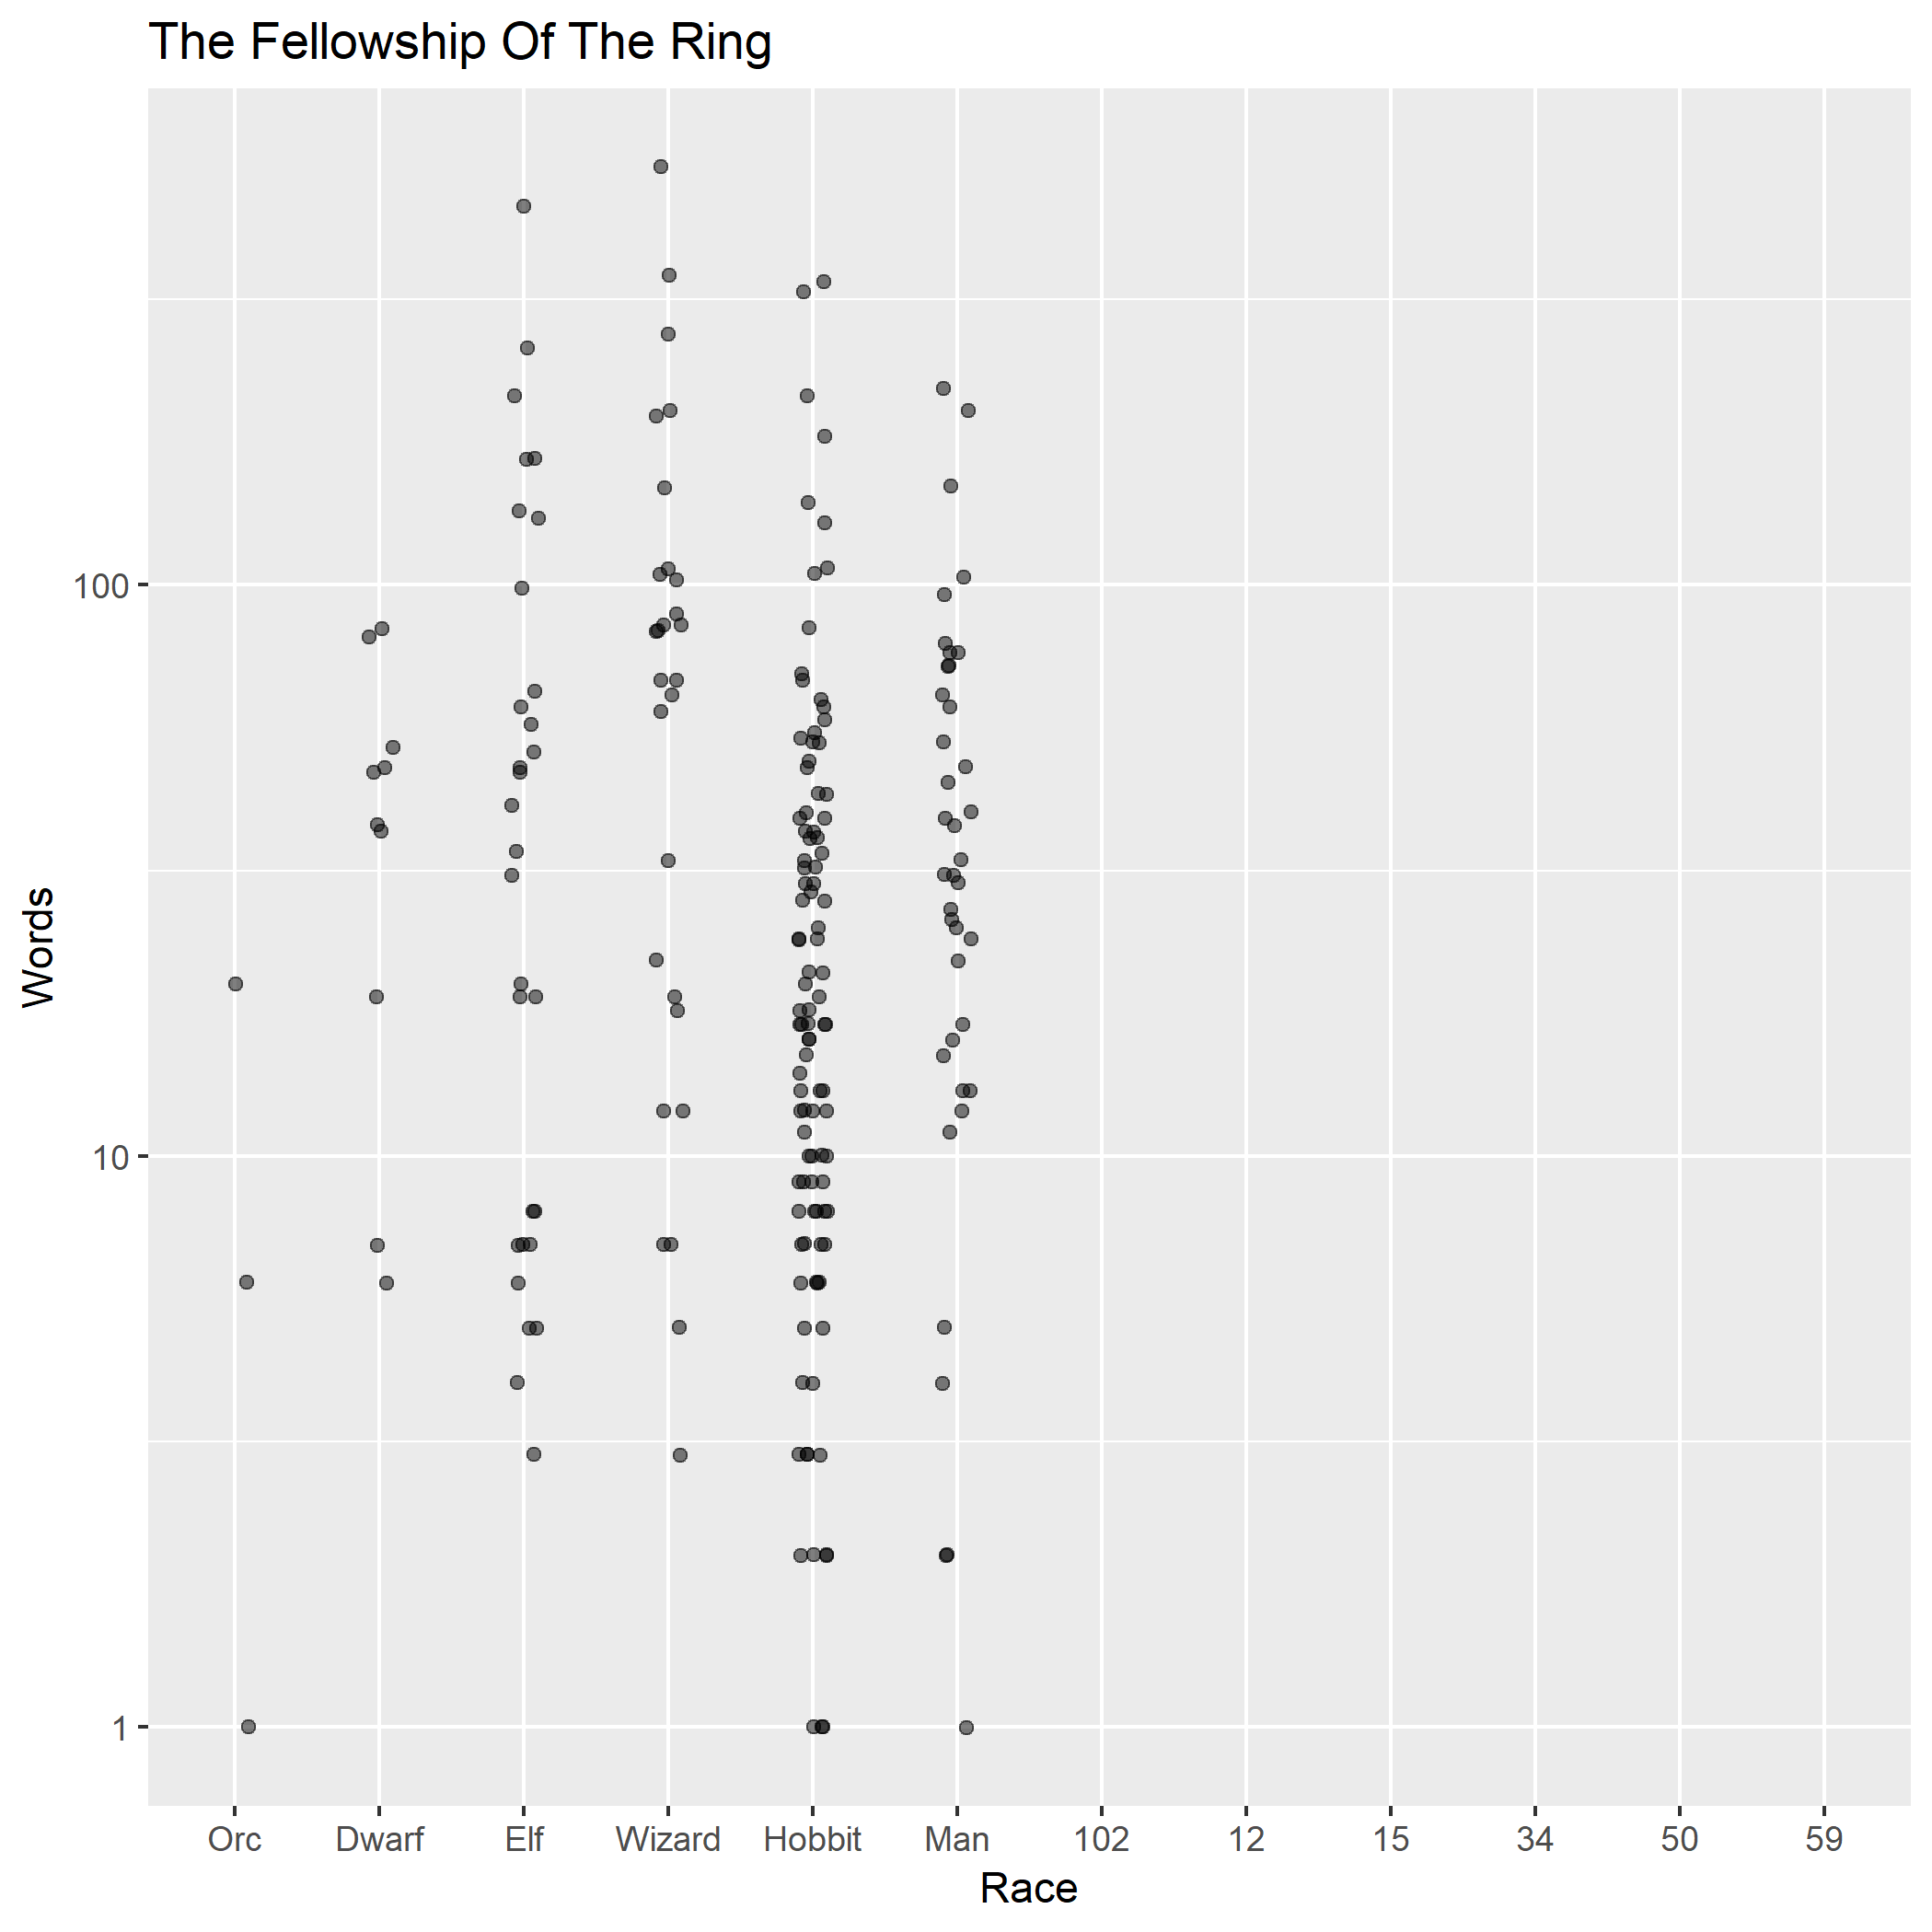 The Fellowship Of The Ring
Words
100
10
1
Orc Dwarf Elf Wizard Hobbit Man 102 12 15 34 50 59
Race